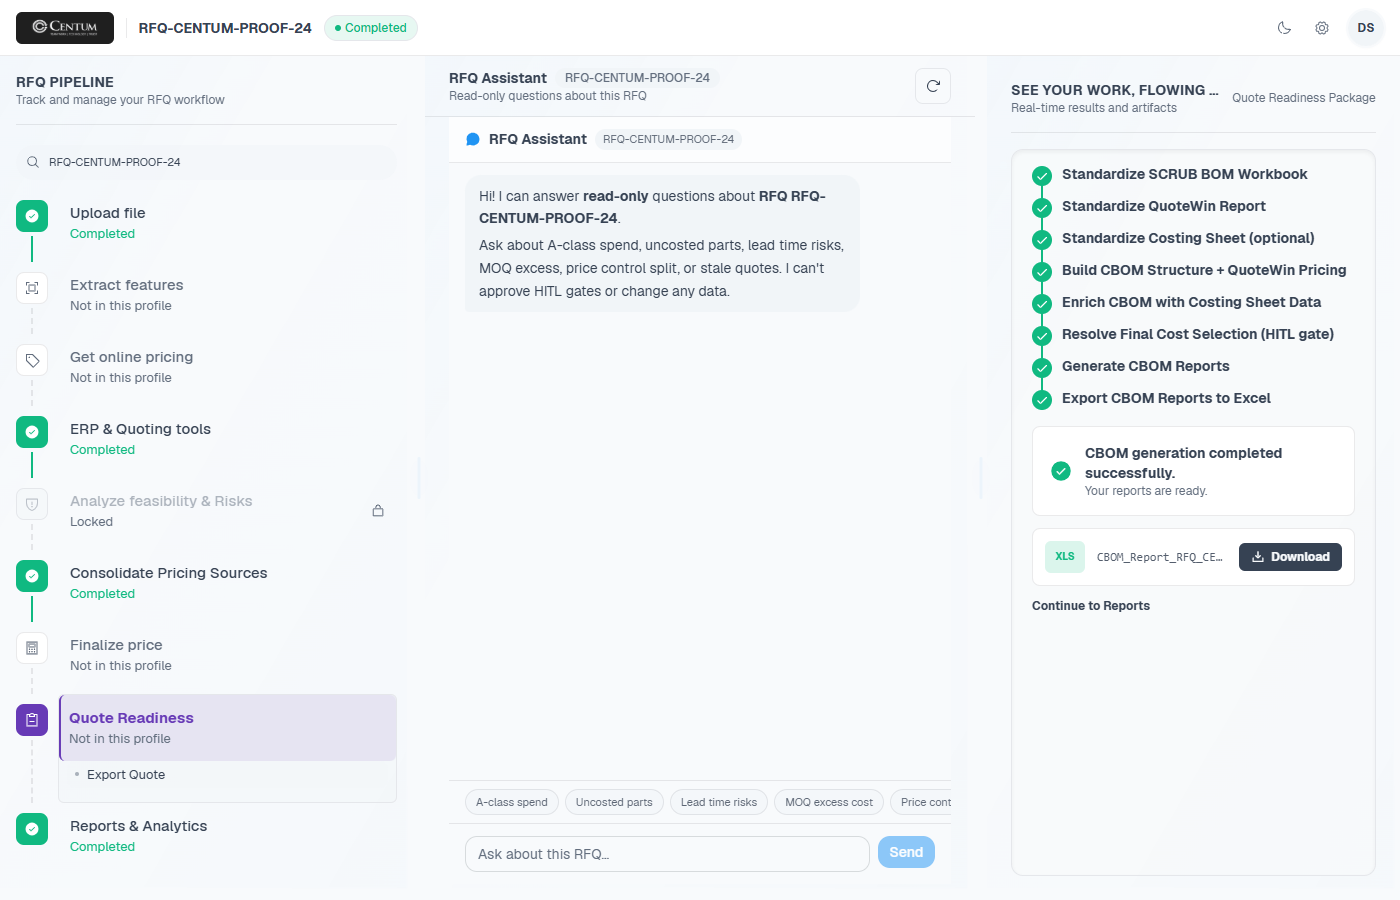 CENTUM
RFQ-CENTUM-PROOF-24
Completed
DS
RFQ PIPELINE
Track and manage your RFQ workflow
RFQ-CENTUM-PROOF-24
Upload file
Completed
Extract features
Not in this profile
Get online pricing
Not in this profile
ERP & Quoting tools
Completed
Analyze feasibility & Risks
Locked
Consolidate Pricing Sources
Completed
Finalize price
Not in this profile
Quote Readiness
Not in this profile
Export Quote
Reports & Analytics
Completed
RFQ Assistant
RFQ-CENTUM-PROOF-24
Read-only questions about this RFQ
RFQ Assistant
RFQ-CENTUM-PROOF-24
Hi! I can answer read-only questions about RFQ RFQ-
CENTUM-PROOF-24.
Ask about A-class spend, uncosted parts, lead time risks,
MOQ excess, price control split, or stale quotes. I can't
approve HITL gates or change any data.
A-class spend
Uncosted parts
Lead time risks
MOQ excess cost
Price cont
Ask about this RFQ...
Send
SEE YOUR WORK, FLOWING ...
Real-time results and artifacts
Quote Readiness Package
Standardize SCRUB BOM Workbook
Standardize QuoteWin Report
Standardize Costing Sheet (optional)
Build CBOM Structure + QuoteWin Pricing
Enrich CBOM with Costing Sheet Data
Resolve Final Cost Selection (HITL gate)
Generate CBOM Reports
Export CBOM Reports to Excel
CBOM generation completed
successfully.
Your reports are ready.
XLS
CBOM_Report_RFQ_CE...
Download
Continue to Reports